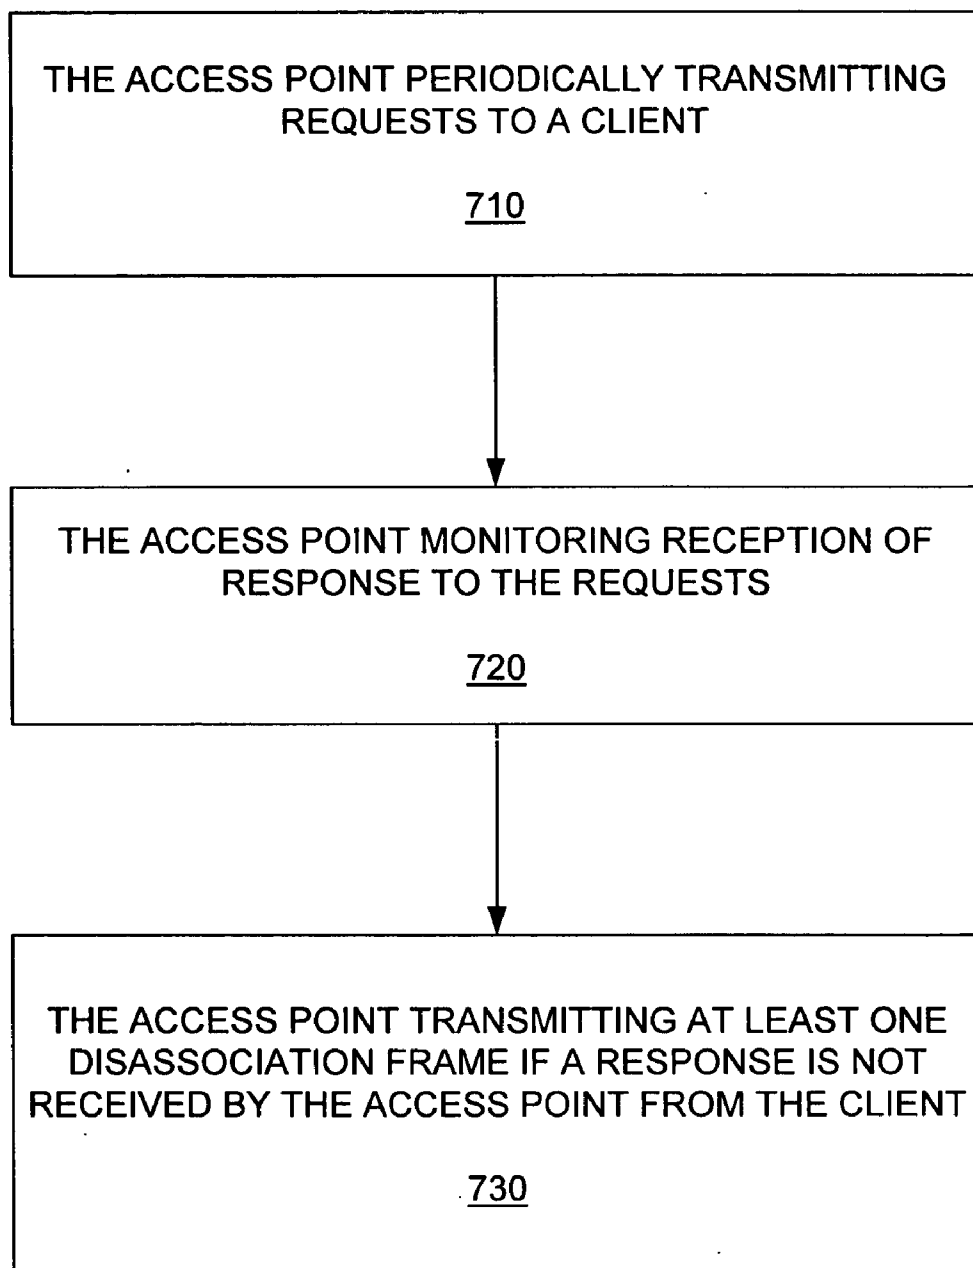 THE ACCESS POINT PERIODICALLY TRANSMITTING
REQUESTS TO A CLIENT
710
THE ACCESS POINT MONITORING RECEPTION OF
RESPONSE TO THE REQUESTS
720
THE ACCESS POINT TRANSMITTING AT LEAST ONE
DISASSOCIATION FRAME IF A RESPONSE IS NOT
RECEIVED BY THE ACCESS POINT FROM THE CLIENT
730